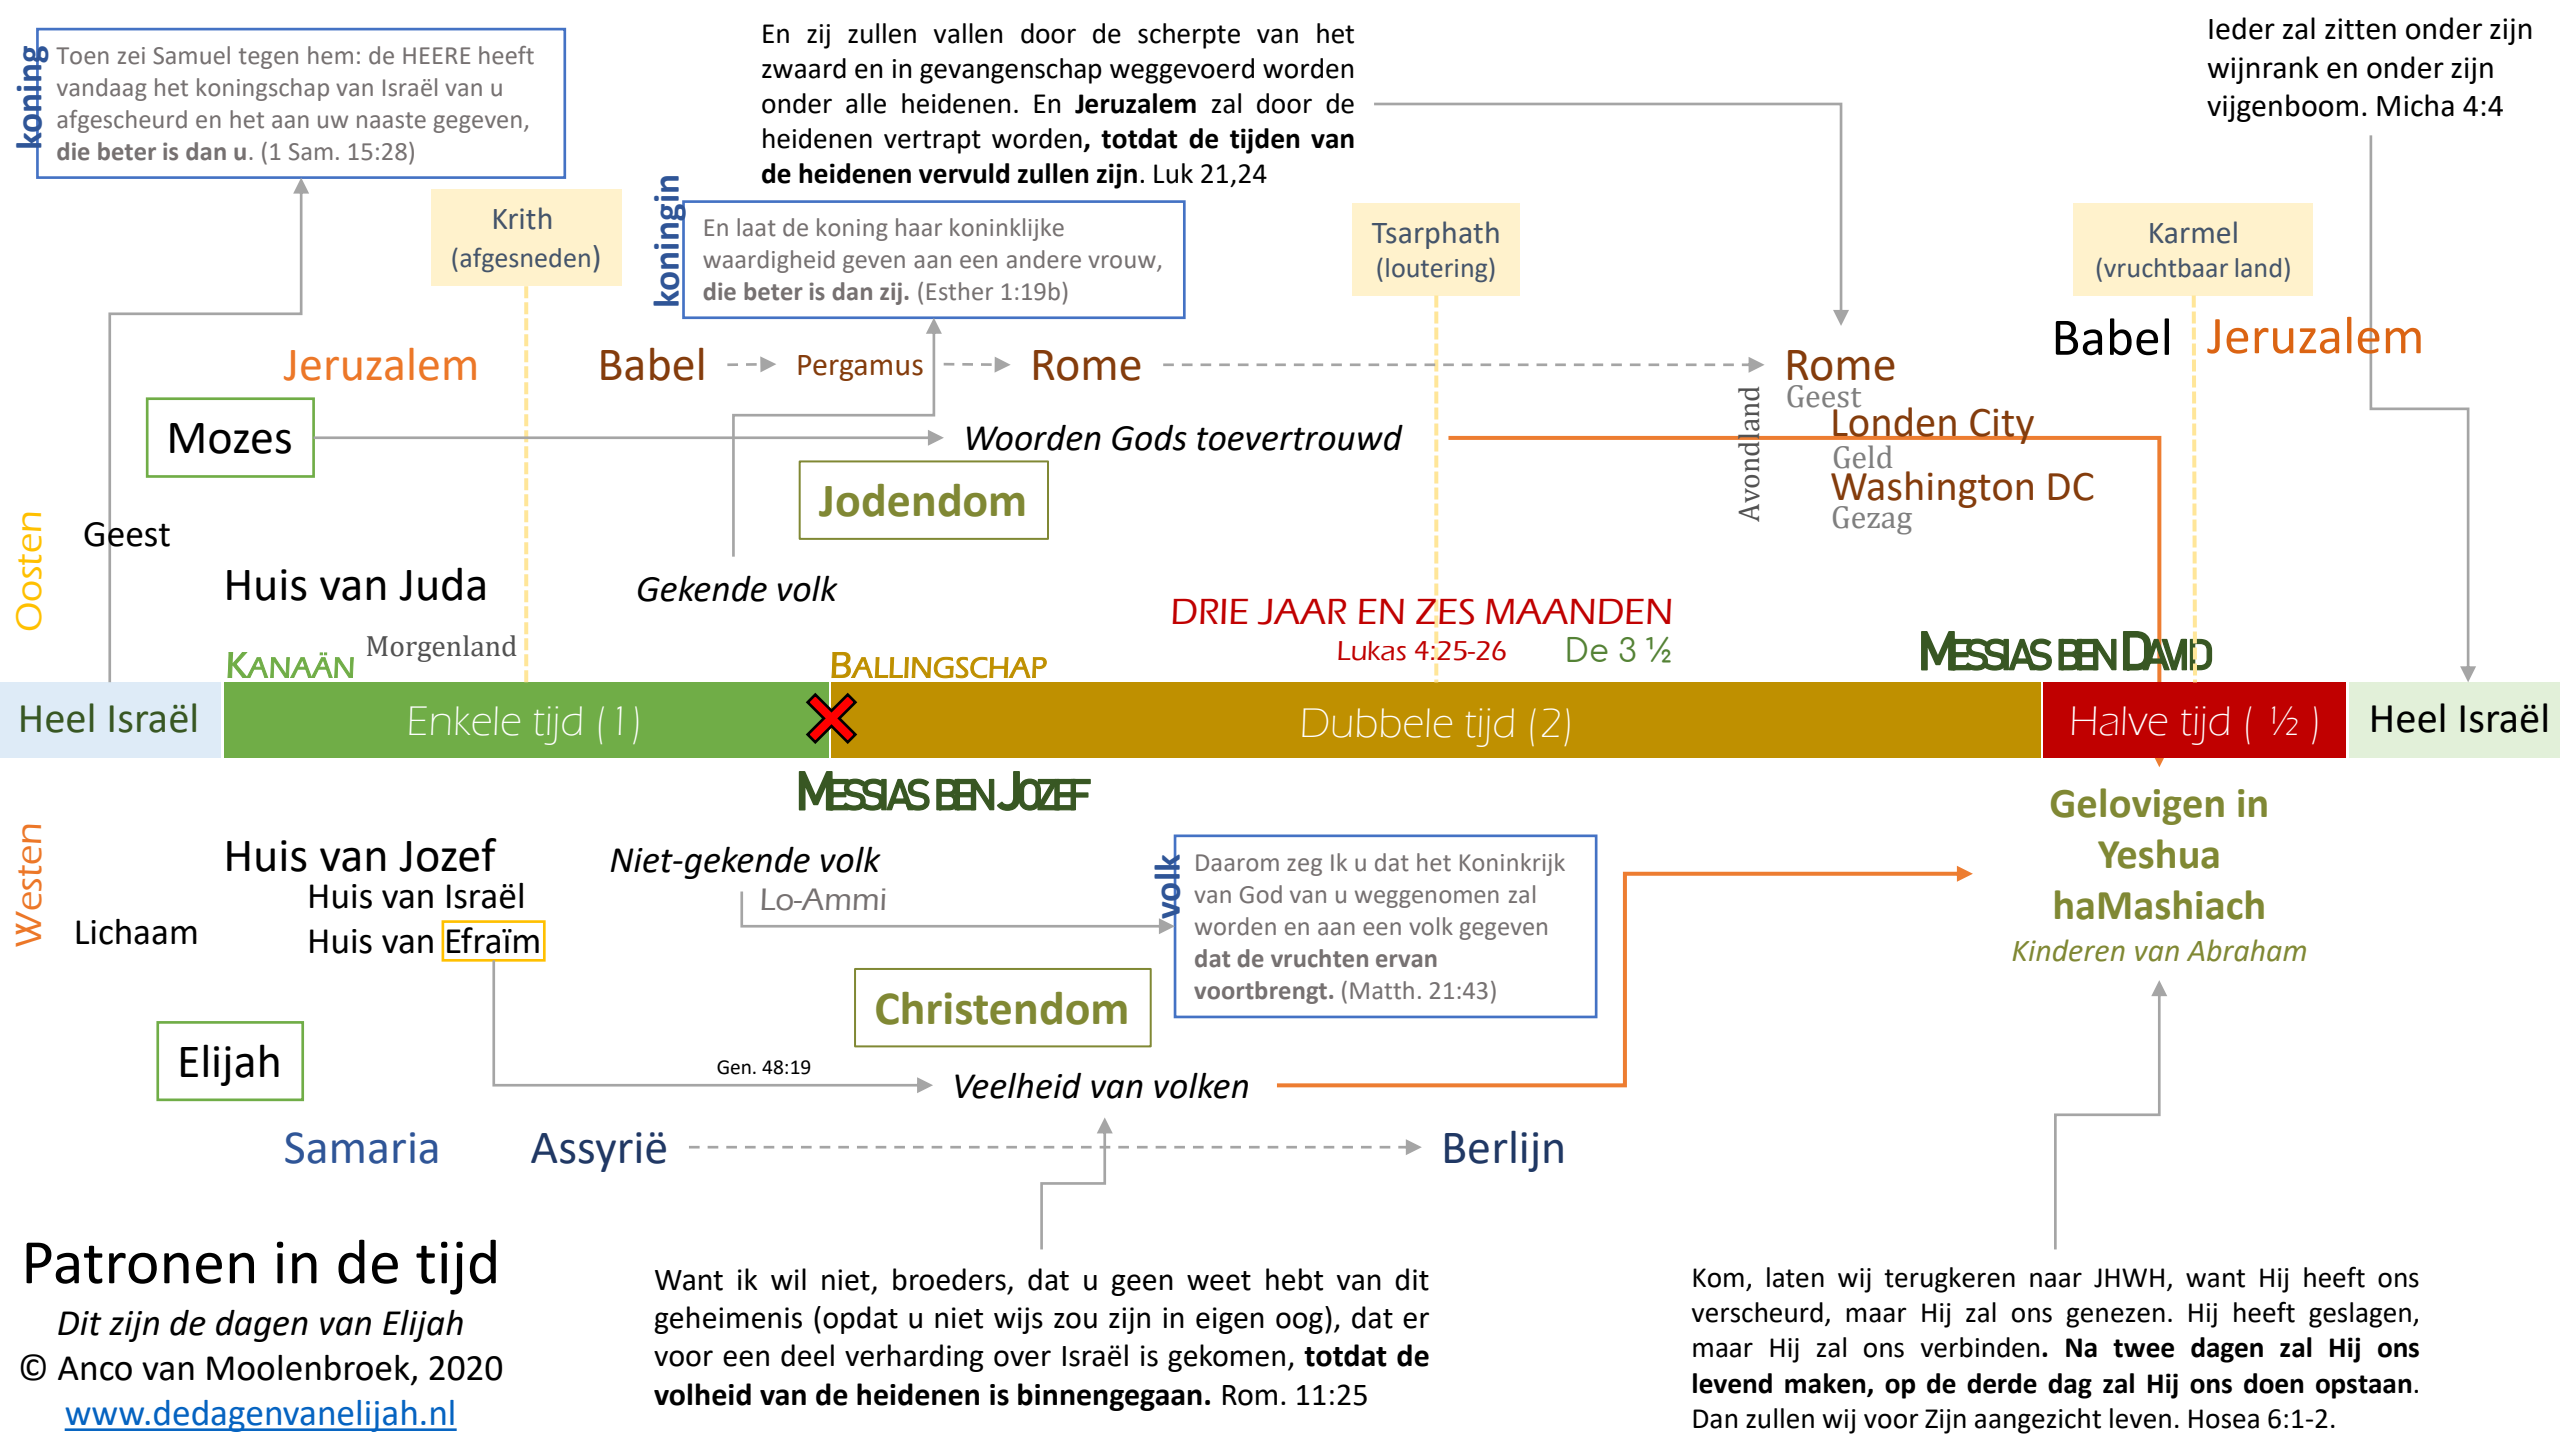 koning
Toen zei Samuel tegen hem: de HEERE heeft
vandaag het koningschap van Israël van u
afgescheurd en het aan uw naaste gegeven,
die beter is dan u. (1 Sam. 15:28)
En zij zullen vallen door de scherpte van het
zwaard en in gevangenschap weggevoerd worden
onder alle heidenen. En Jeruzalem zal door de
heidenen vertrapt worden, totdat de tijden van
de heidenen vervuld zullen zijn. Luk 21,24
Ieder zal zitten onder zijn
wijnrank en onder zijn
vijgenboom. Micha 4:4
Krith
(afgesneden)
koningin
En laat de koning haar koninklijke
waardigheid geven aan een andere vrouw,
die beter is dan zij. (Esther 1:19b)
Tsarphath
(loutering)
Karmel
(vruchtbaar land)
Jeruzalem
Babel
Pergamus
Rome
Rome
Geest
Babel
Jeruzalem
Avondland
Londen City
Geld
Washington DC
Gezag
Mozes
Woorden Gods toevertrouwd
Jodendom
Oosten
Geest
Huis van Juda
Gekende volk
Morgenland
DRIE JAAR EN ZES MAANDEN
Lukas 4:25-26
De 3 ½
KANAÄN
BALLINGSCHAP
MESSIAS BEN DAVID
Heel Israël
Enkele tijd (1)
Dubbele tijd (2)
Halve tijd ( ½ )
Heel Israël
MESSIAS BEN JOZEF
Westen
Lichaam
Huis van Jozef
Huis van Israël
Huis van Efraïm
Niet-gekende volk
Lo-Ammi
volk
Daarom zeg Ik u dat het Koninkrijk
van God van u weggenomen zal
worden en aan een volk gegeven
dat de vruchten ervan
voortbrengt. (Matth. 21:43)
Gelovigen in
Yeshua
haMashiach
Kinderen van Abraham
Christendom
Elijah
Gen. 48:19
Veelheid van volken
Samaria
Assyrië
Berlijn
Patronen in de tijd
Dit zijn de dagen van Elijah
© Anco van Moolenbroek, 2020
www.dedagenvanelijah.nl
Want ik wil niet, broeders, dat u geen weet hebt van dit
geheimenis (opdat u niet wijs zou zijn in eigen oog), dat er
voor een deel verharding over Israël is gekomen, totdat de
volheid van de heidenen is binnengegaan. Rom. 11:25
Kom, laten wij terugkeren naar JHWH, want Hij heeft ons
verscheurd, maar Hij zal ons genezen. Hij heeft geslagen,
maar Hij zal ons verbinden. Na twee dagen zal Hij ons
levend maken, op de derde dag zal Hij ons doen opstaan.
Dan zullen wij voor Zijn aangezicht leven. Hosea 6:1-2.